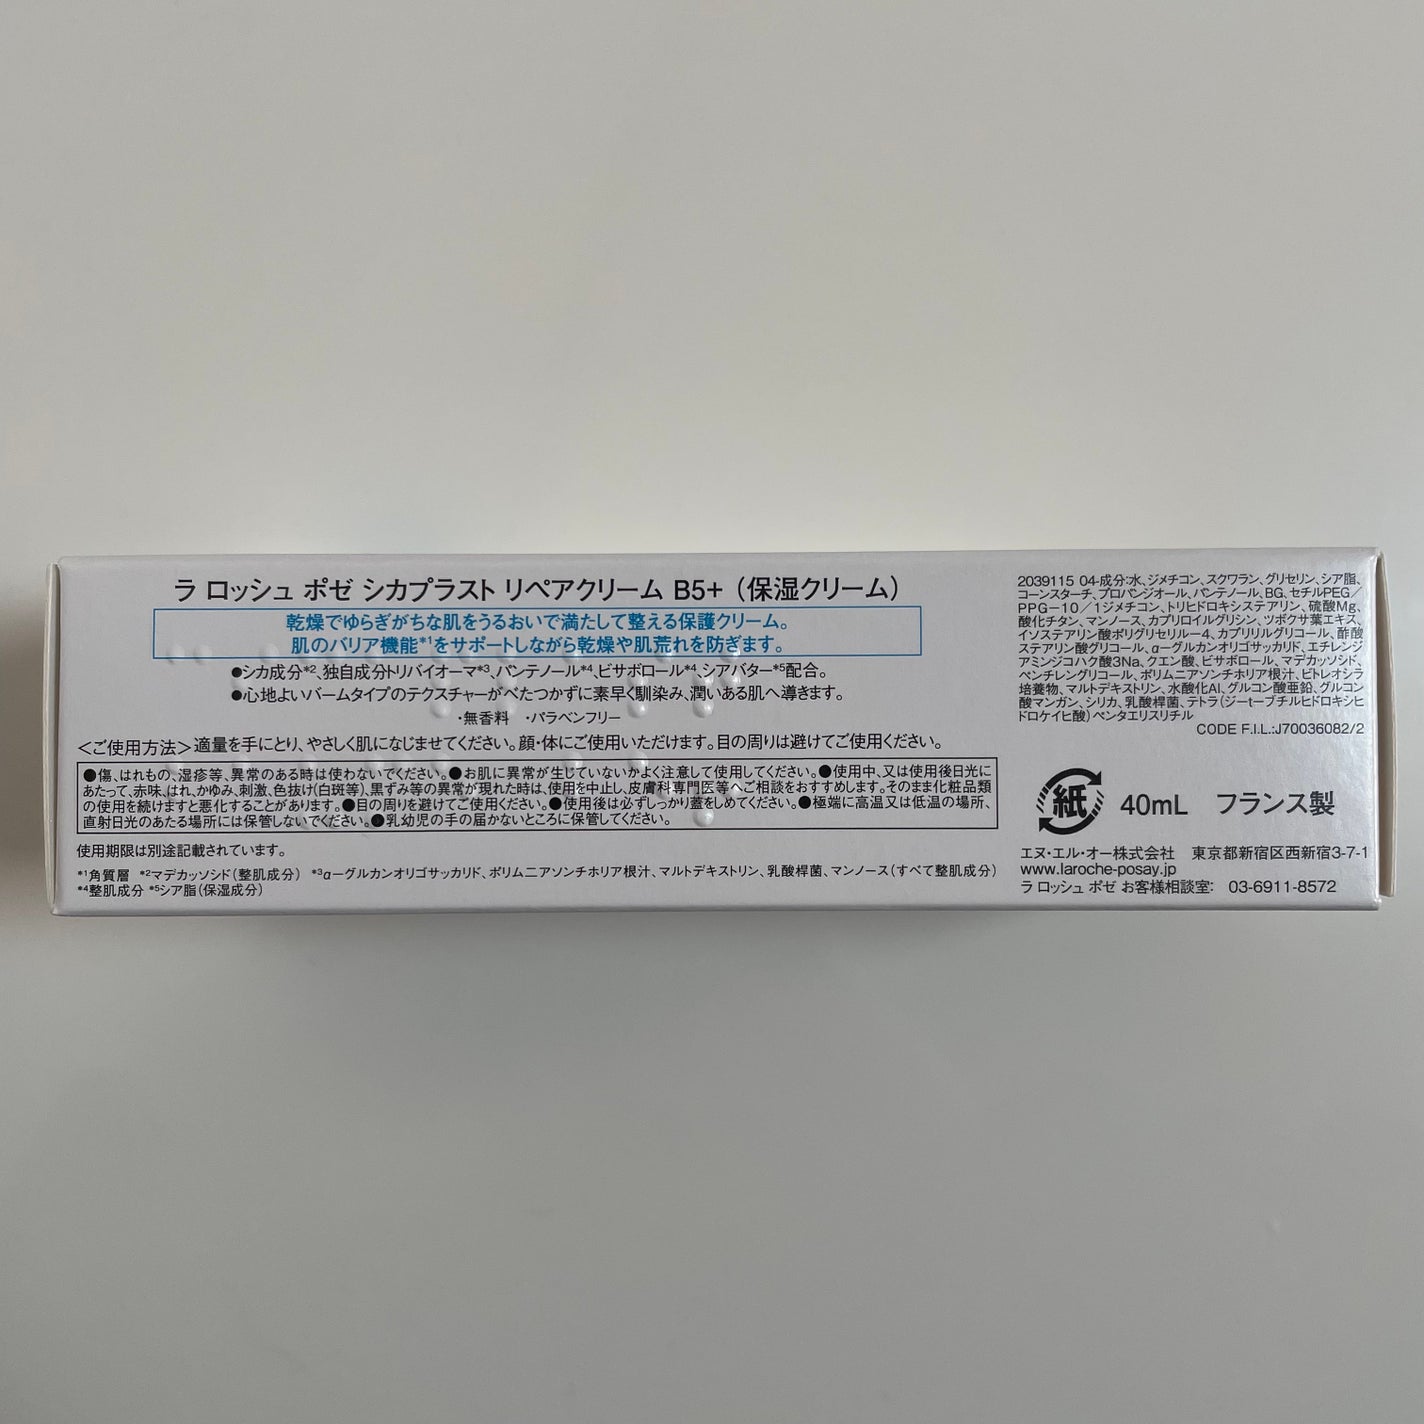 ラ ロッシュ ポゼ シカプラスト リペアクリーム B5+（保湿クリーム）
乾燥でゆらぎがちな肌をうるおいで満たして整える保護クリーム。
肌のバリア機能*1をサポートしながら乾燥や肌荒れを防ぎます。
●シカ成分*2、独自成分トリバイオーマ*3、パンテノール*4、ビサボロール*4、シアバター*5配合。
●心地よいバームタイプのテクスチャーがべたつかずに素早く馴染み、潤いある肌へ導きます。
・無香料 ・パラベンフリー
＜ご使用方法＞適量を手にとり、やさしく肌になじませてください。顔・体にご使用いただけます。目の周りは避けてご使用ください。
●傷、はれもの、湿疹等、異常のある時は使わないでください。●お肌に異常が生じていないかよく注意して使用してください。●使用中、又は使用後日光に
あたって、赤味、はれ、かゆみ、刺激、色抜け(白斑等)、黒ずみ等の異常が現れた時は、使用を中止し、皮膚科専門医等へご相談をおすすめします。そのまま化粧品類
の使用を続けますと悪化することがあります。●目の周りを避けてご使用ください。●使用後は必ずしっかり蓋をしめてください。●極端に高温又は低温の場所、
直射日光のあたる場所には保管しないでください。●乳幼児の手の届かないところに保管してください。
使用期限は別途記載されています。
*1角質層 *2マデカッソシド（整肌成分） *3α－グルカンオリゴサッカリド、ポリムニアソンチホリア根汁、マルトデキストリン、乳酸桿菌、マンノース（すべて整肌成分）
*4整肌成分 *5シア脂（保湿成分）
2039115 04-成分:水、ジメチコン、スクワラン、グリセリン、シア脂、
コーンスターチ、プロパンジオール、パンテノール、BG、セチルPEG／
PPG－10／1ジメチコン、トリヒドロキシステアリン、硫酸Mg、
酸化チタン、マンノース、カプリロイルグリシン、ツボクサ葉エキス、
イソステアリン酸ポリグリセリル－4、カプリリルグリコール、酢酸
ステアリン酸グリコール、α－グルカンオリゴサッカリド、エチレンジ
アミンジコハク酸3Na、クエン酸、ビサボロール、マデカッソシド、
ペンチレングリコール、ポリムニアソンチホリア根汁、ビトレオシラ
培養物、マルトデキストリン、水酸化Al、グルコン酸亜鉛、グルコン
酸マンガン、シリカ、乳酸桿菌、テトラ（ジ－t－ブチルヒドロキシヒ
ドロケイヒ酸）ペンタエリスリチル
CODE F.I.L.:J70036082/2
紙 40mL フランス製
エヌ・エル・オー株式会社 東京都新宿区西新宿3-7-1
www.laroche-posay.jp
ラ ロッシュ ポゼ お客様相談室: 03-6911-8572